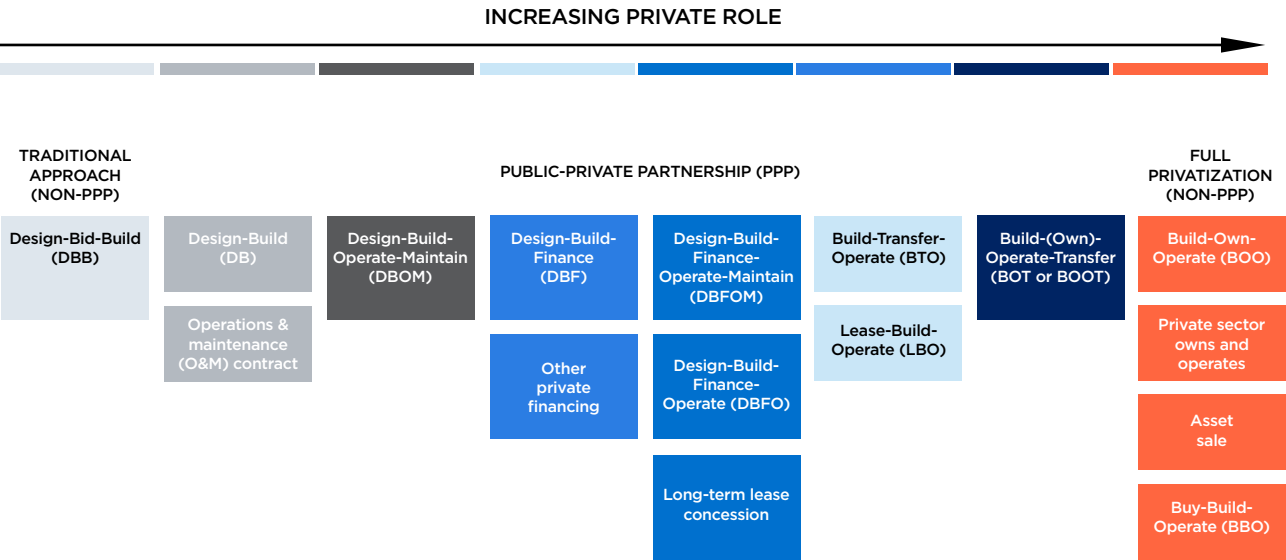 INCREASING PRIVATE ROLE
TRADITIONAL
APPROACH
(NON-PPP)
PUBLIC-PRIVATE PARTNERSHIP (PPP)
FULL
PRIVATIZATION
(NON-PPP)
Design-Bid-Build
(DBB)
Design-Build
(DB)
Operations &
maintenance
(O&M) contract
Design-Build-
Operate-Maintain
(DBOM)
Design-Build-
Finance
(DBF)
Other
private
financing
Design-Build-
Finance-
Operate-Maintain
(DBFOM)
Design-Build-
Finance-
Operate (DBFO)
Long-term lease
concession
Build-Transfer-
Operate (BTO)
Lease-Build-
Operate (LBO)
Build-(Own)-
Operate-Transfer
(BOT or BOOT)
Build-Own-
Operate (BOO)
Private sector
owns and
operates
Asset
sale
Buy-Build-
Operate (BBO)